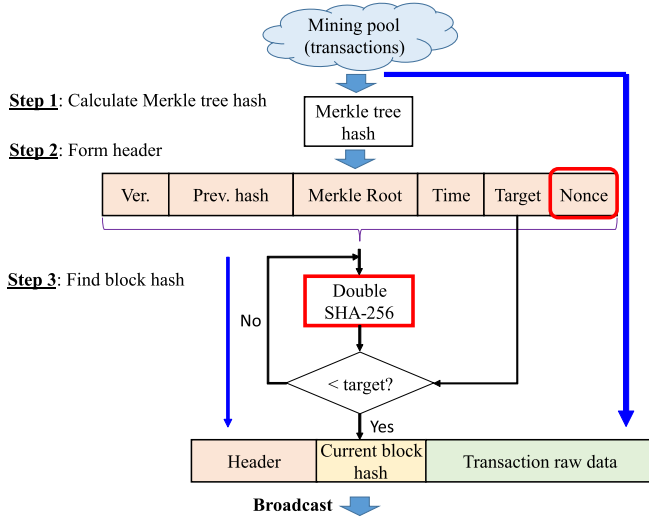 Mining pool
(transactions)
Step 1: Calculate Merkle tree hash
Merkle tree
hash
Step 2: Form header
Ver.
Prev. hash
Merkle Root
Time
Target
Nonce
Step 3: Find block hash
Double
SHA-256
No
< target?
Yes
Header
Current block
hash
Transaction raw data
Broadcast